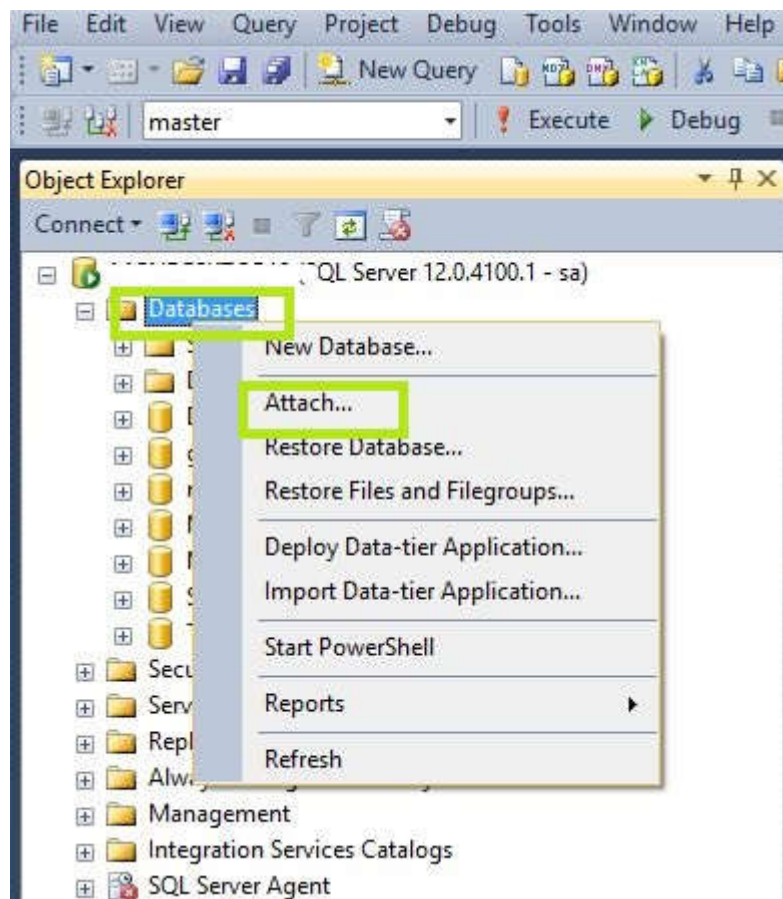 File Edit View Query Project Debug Tools Window Help
New Query
master Execute Debug
Object Explorer
Connect
SQL Server 12.0.4100.1 - sa)
Databases
New Database...
Attach...
Restore Database...
Restore Files and Filegroups...
Deploy Data-tier Application...
Import Data-tier Application...
Start PowerShell
Secu
Reports
Serv
Repl
Refresh
Alw
Management
Integration Services Catalogs
SQL Server Agent